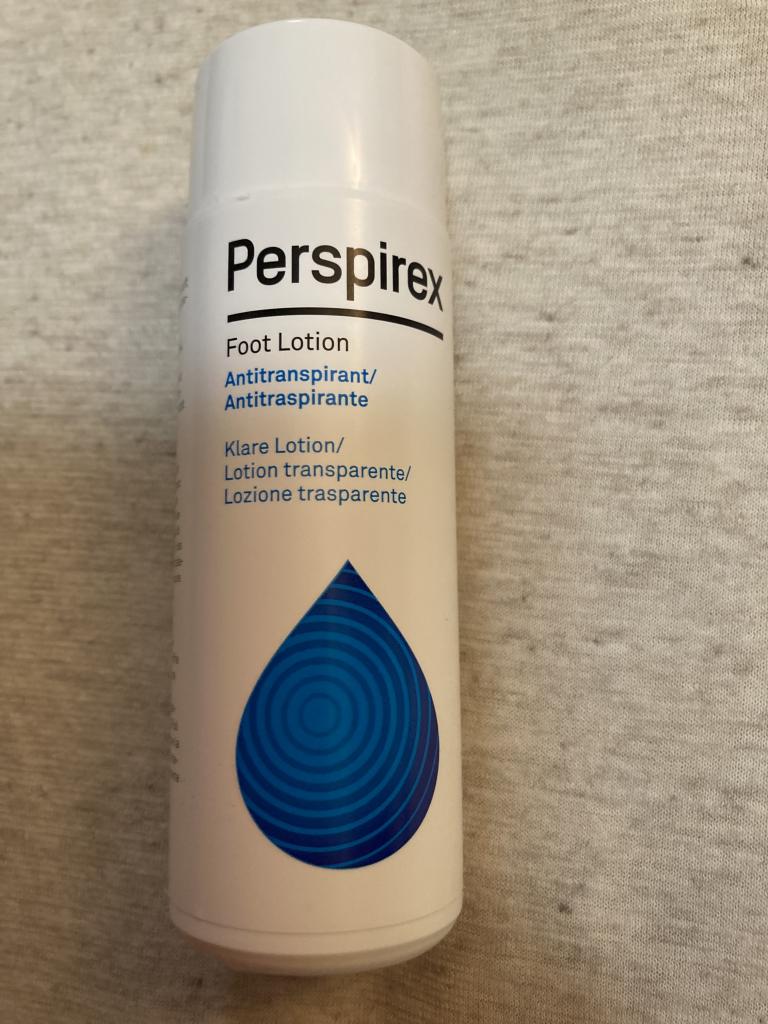 Perspirex
Foot Lotion
Antitranspirant/
Antitraspirante
Klare Lotion/
Lotion transparente/
Lozione trasparente